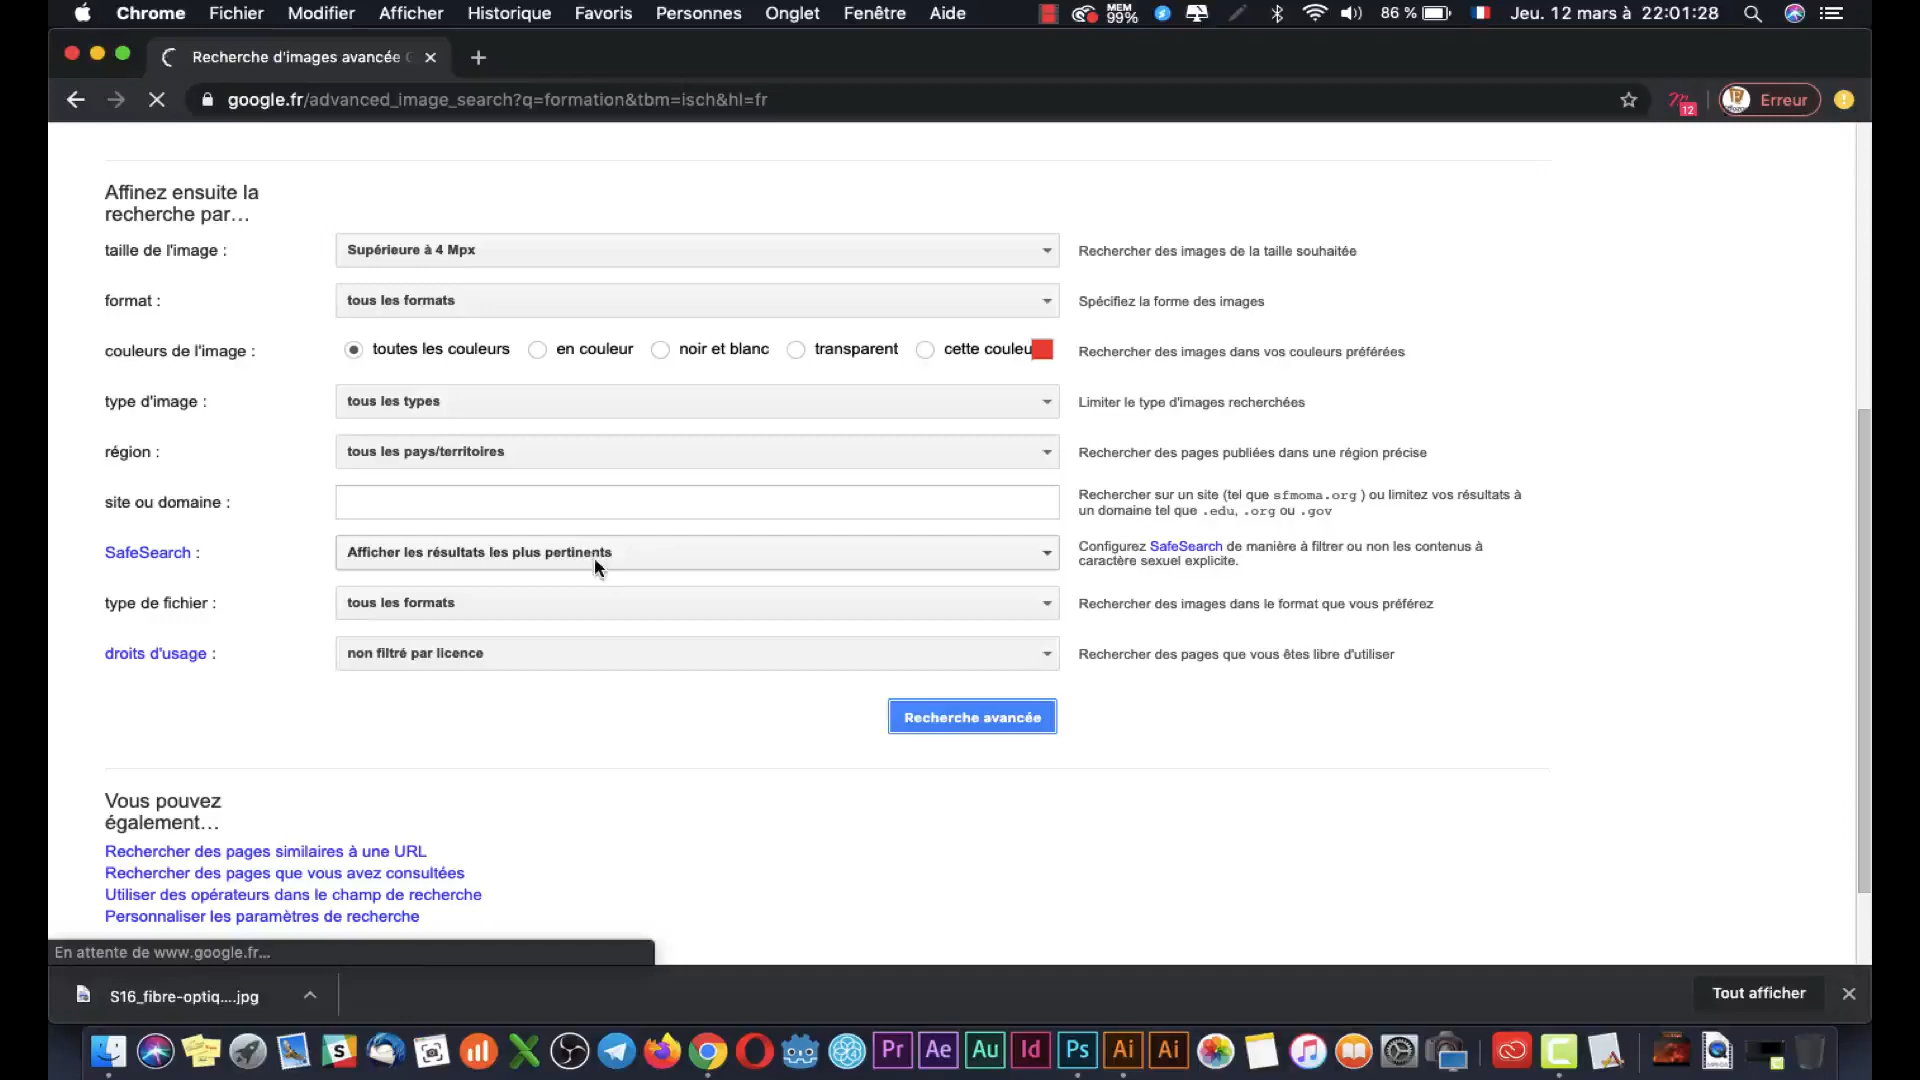 Chrome Fichier Modifier Afficher Historique Favoris Personnes Onglet Fenêtre Aide MEM 99% 86 % Jeu. 12 mars à 22:01:28
Recherche d'images avancée
google.fr/advanced_image_search?q=formation&tbm=isch&hl=fr 12 Erreur
Affinez ensuite la
recherche par…
taille de l'image : Supérieure à 4 Mpx Rechercher des images de la taille souhaitée
format : tous les formats Spécifiez la forme des images
couleurs de l'image : toutes les couleurs en couleur noir et blanc transparent cette couleu Rechercher des images dans vos couleurs préférées
type d'image : tous les types Limiter le type d'images recherchées
région : tous les pays/territoires Rechercher des pages publiées dans une région précise
site ou domaine : Rechercher sur un site (tel que sfmoma.org ) ou limitez vos résultats à
un domaine tel que .edu, .org ou .gov
SafeSearch : Afficher les résultats les plus pertinents Configurez SafeSearch de manière à filtrer ou non les contenus à
caractère sexuel explicite.
type de fichier : tous les formats Rechercher des images dans le format que vous préférez
droits d'usage : non filtré par licence Rechercher des pages que vous êtes libre d'utiliser
Recherche avancée
Vous pouvez
également…
Rechercher des pages similaires à une URL
Rechercher des pages que vous avez consultées
Utiliser des opérateurs dans le champ de recherche
Personnaliser les paramètres de recherche
En attente de www.google.fr...
S16_fibre-optiq....jpg Tout afficher
S Pr Ae Au Id Ps Ai Ai